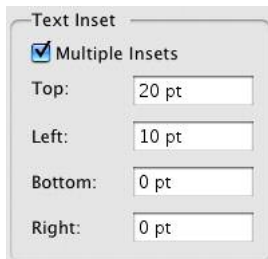 Text Inset
Multiple Insets
Top: 20 pt
Left: 10 pt
Bottom: 0 pt
Right: 0 pt